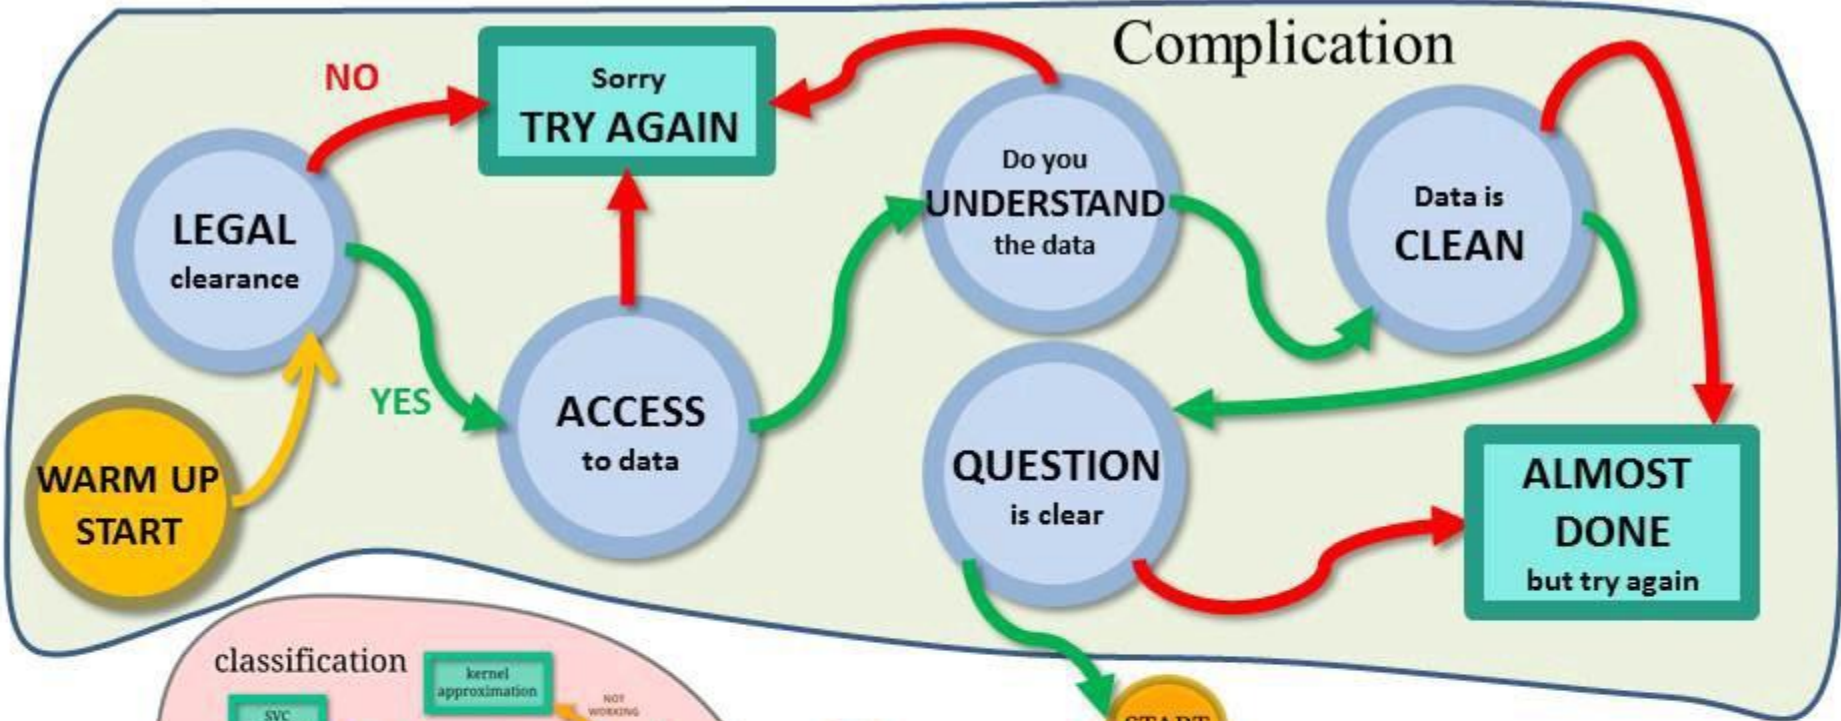 Complication
NO
Sorry
TRY AGAIN
Do you
UNDERSTAND
the data
Data is
CLEAN
LEGAL
clearance
YES
ACCESS
to data
WARM UP
START
QUESTION
is clear
ALMOST
DONE
but try again
classification
kernel
approximation
NOT
WORKING
SVC
START